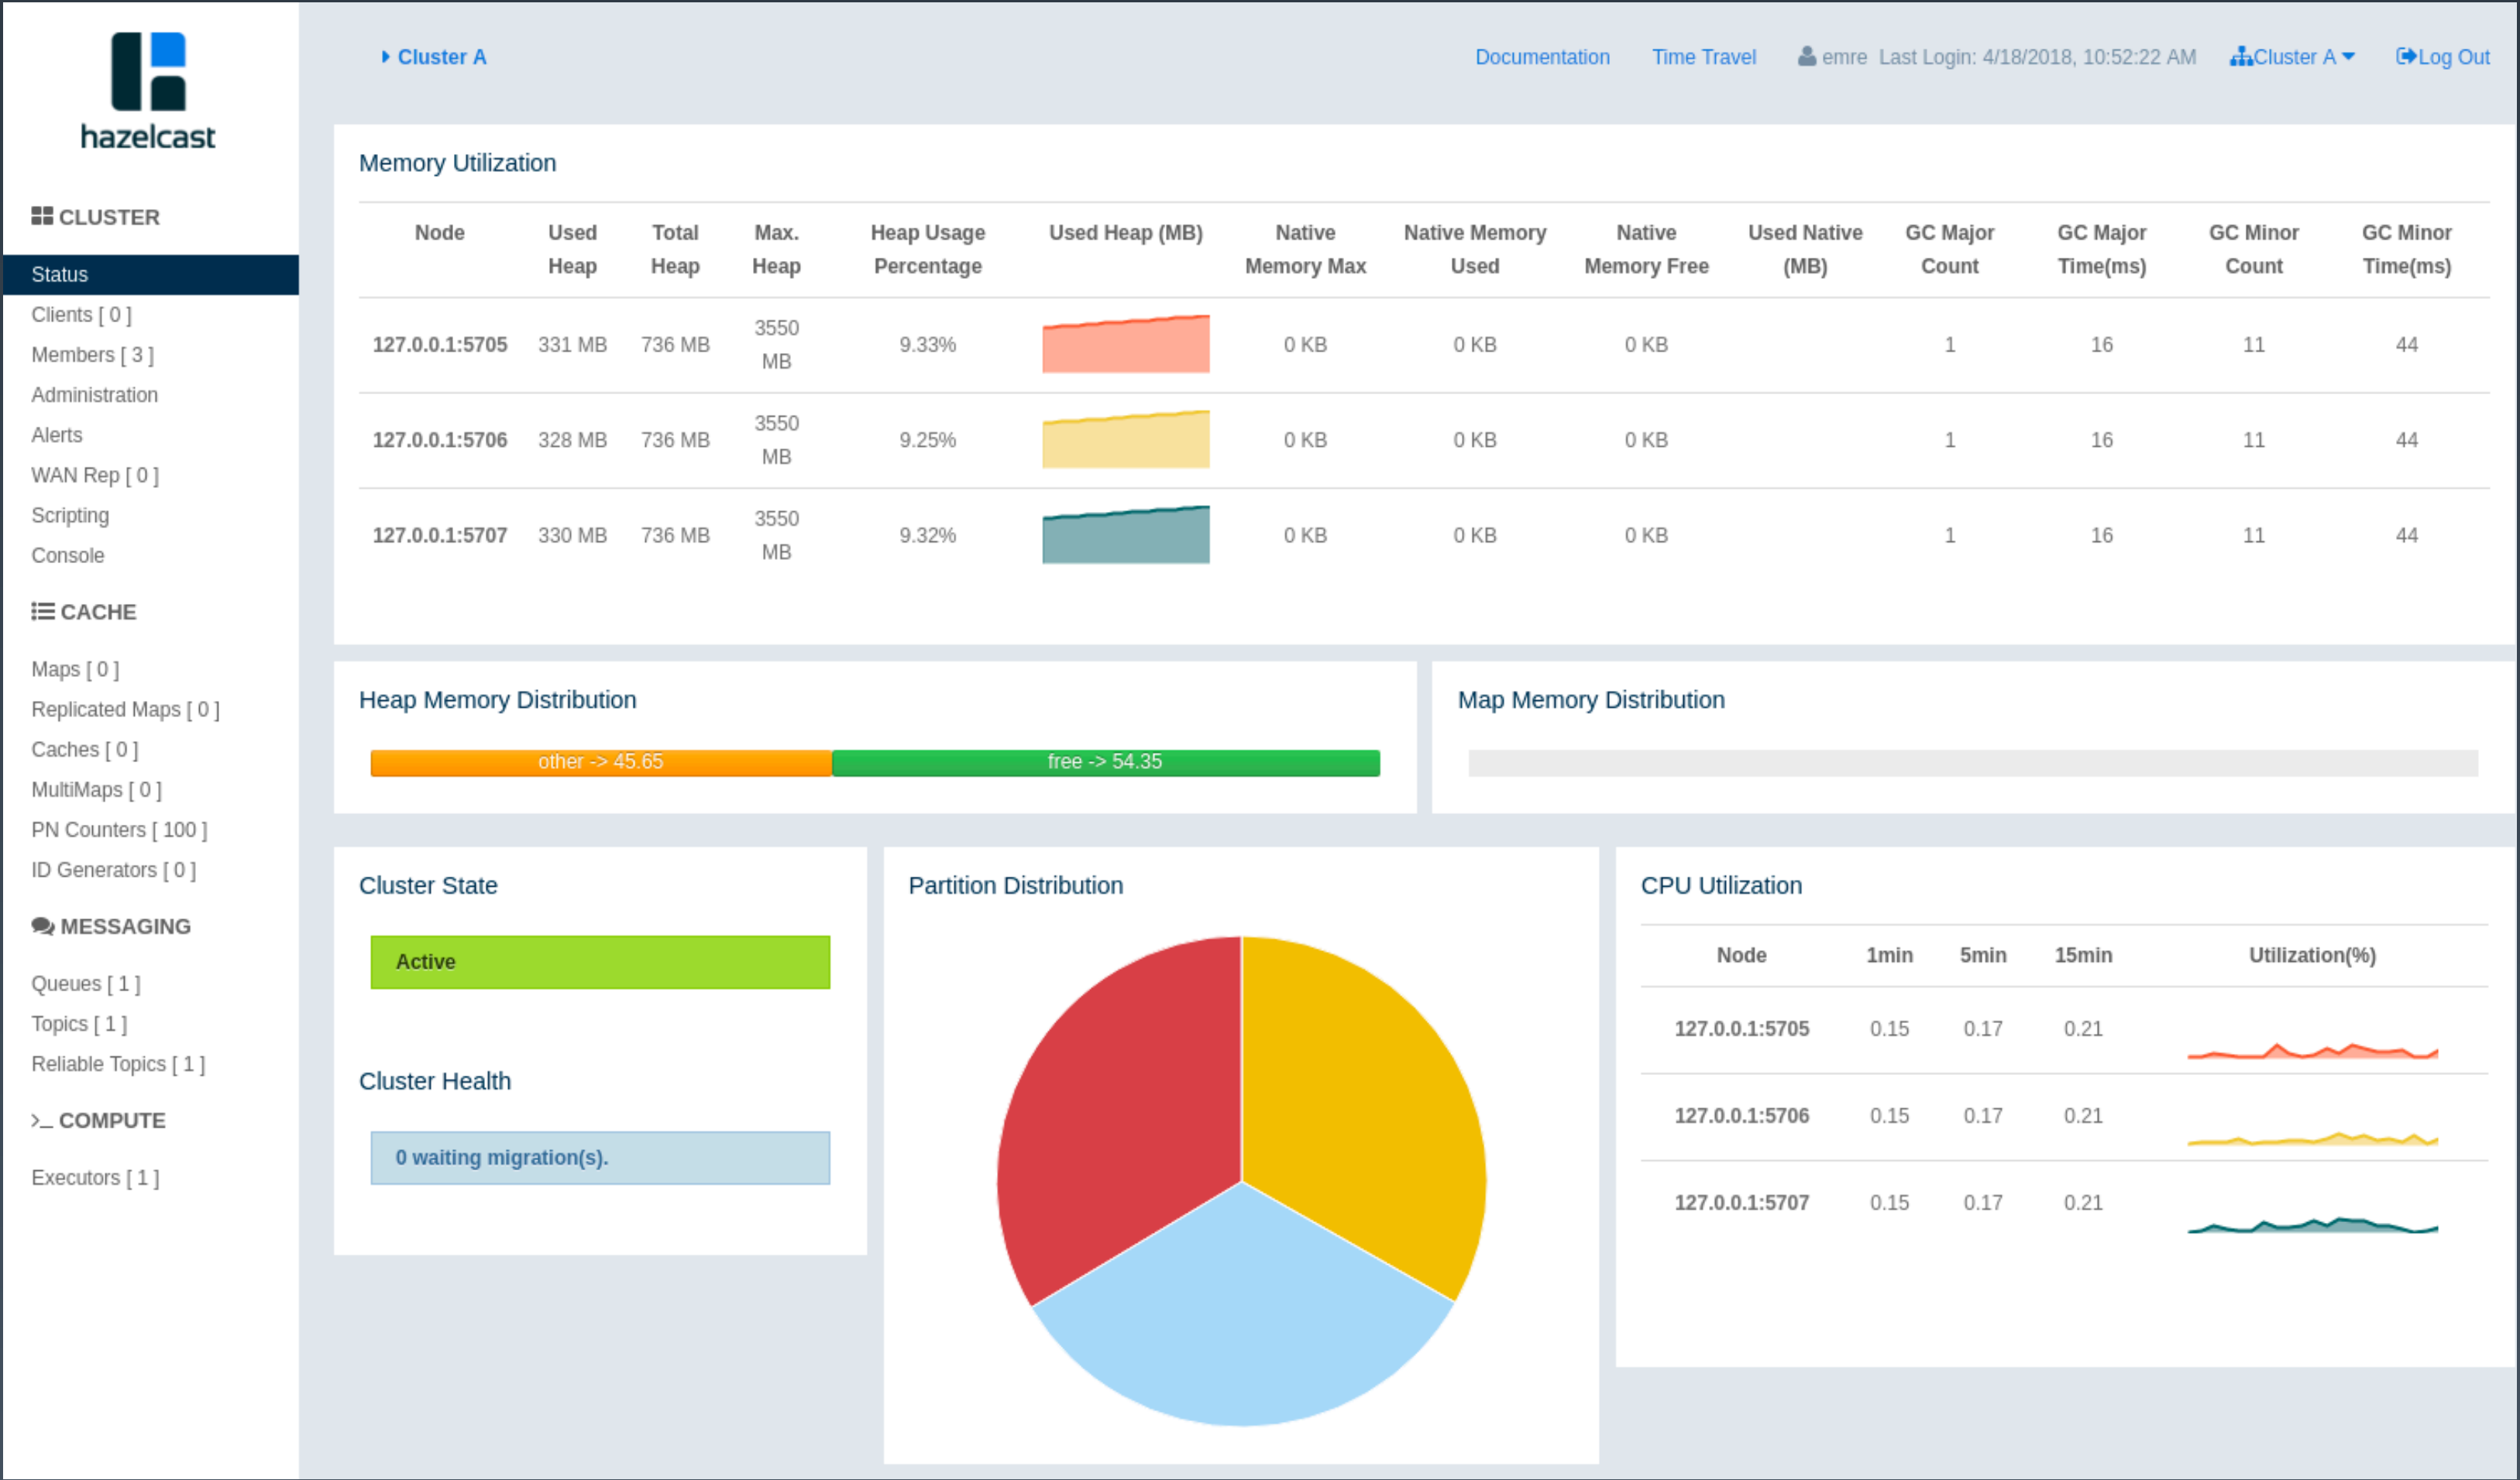 hazelcast
CLUSTER
Status
Clients [ 0 ]
Members [ 3 ]
Administration
Alerts
WAN Rep [ 0 ]
Scripting
Console
CACHE
Maps [ 0 ]
Replicated Maps [ 0 ]
Caches [ 0 ]
MultiMaps [ 0 ]
PN Counters [ 100 ]
ID Generators [ 0 ]
MESSAGING
Queues [ 1 ]
Topics [ 1 ]
Reliable Topics [ 1 ]
COMPUTE
Executors [ 1 ]
Cluster A Documentation Time Travel emre Last Login: 4/18/2018, 10:52:22 AM Cluster A Log Out
Memory Utilization
Node Used Heap Total Heap Max. Heap Heap Usage Percentage Used Heap (MB) Native Memory Max Native Memory Used Native Memory Free Used Native (MB) GC Major Count GC Major Time(ms) GC Minor Count GC Minor Time(ms)
127.0.0.1:5705 331 MB 736 MB 3550 MB 9.33% 0 KB 0 KB 0 KB 1 16 11 44
127.0.0.1:5706 328 MB 736 MB 3550 MB 9.25% 0 KB 0 KB 0 KB 1 16 11 44
127.0.0.1:5707 330 MB 736 MB 3550 MB 9.32% 0 KB 0 KB 0 KB 1 16 11 44
Heap Memory Distribution
other -> 45.65 free -> 54.35
Map Memory Distribution
Cluster State
Active
Cluster Health
0 waiting migration(s).
Partition Distribution
CPU Utilization
Node 1min 5min 15min Utilization(%)
127.0.0.1:5705 0.15 0.17 0.21
127.0.0.1:5706 0.15 0.17 0.21
127.0.0.1:5707 0.15 0.17 0.21